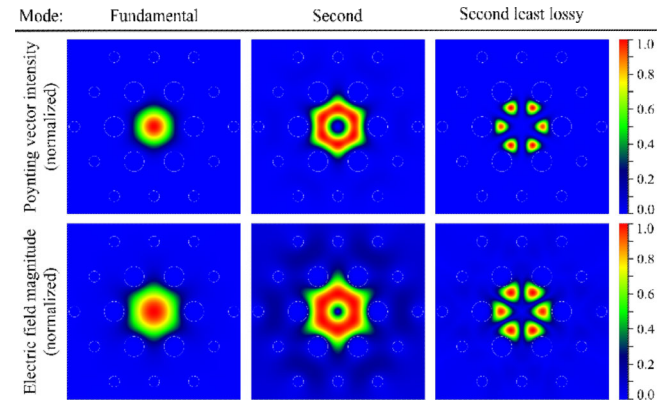 Mode: Fundamental Second Second least lossy
Poynting vector intensity
(normalized)
1.0
0.8
0.6
0.4
0.2
0.0
Electric field magnitude
(normalized)
1.0
0.8
0.6
0.4
0.2
0.0